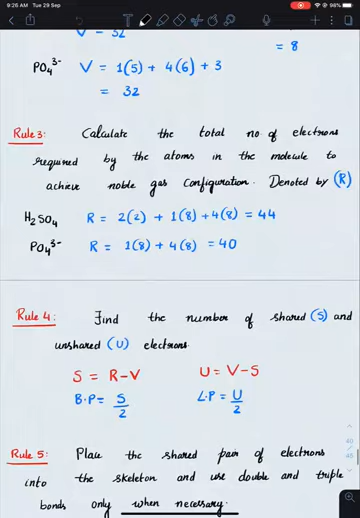 9:26 AM Tue 29 Sep
98%
V = 32
= 8
PO₄³⁻ V = 1(5) + 4(6) + 3
= 32
Rule 3: Calculate the total no. of electrons
required by the atoms in the molecule to
achieve noble gas configuration. Denoted by (R)
H₂SO₄ R = 2(2) + 1(8) + 4(8) = 44
PO₄³⁻ R = 1(8) + 4(8) = 40
Rule 4: Find the number of shared (S) and
unshared (U) electrons.
S = R - V U = V - S
B.P = S/2 L.P = U/2
40
45
Rule 5: Place the shared pair of electrons
into the skeleton and use double and triple
bonds only when necessary.